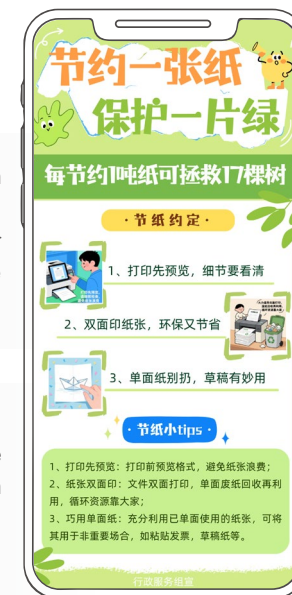 节约一张纸
保护一片绿
每节约1吨纸可拯救17棵树
·节纸约定·
1、打印先预览，细节要看清
2、双面印纸张，环保又节省
3、单面纸别扔，草稿有妙用
·节纸小tips·
1、打印先预览：打印前预览格式，避免纸张浪费；
2、纸张双面印：文件双面打印，单面废纸回收再利
用，循环资源靠大家；
3、巧用单面纸：充分利用已单面使用的纸张，可将
其用于非重要场合，如粘贴发票，草稿纸等。
行政服务组宣